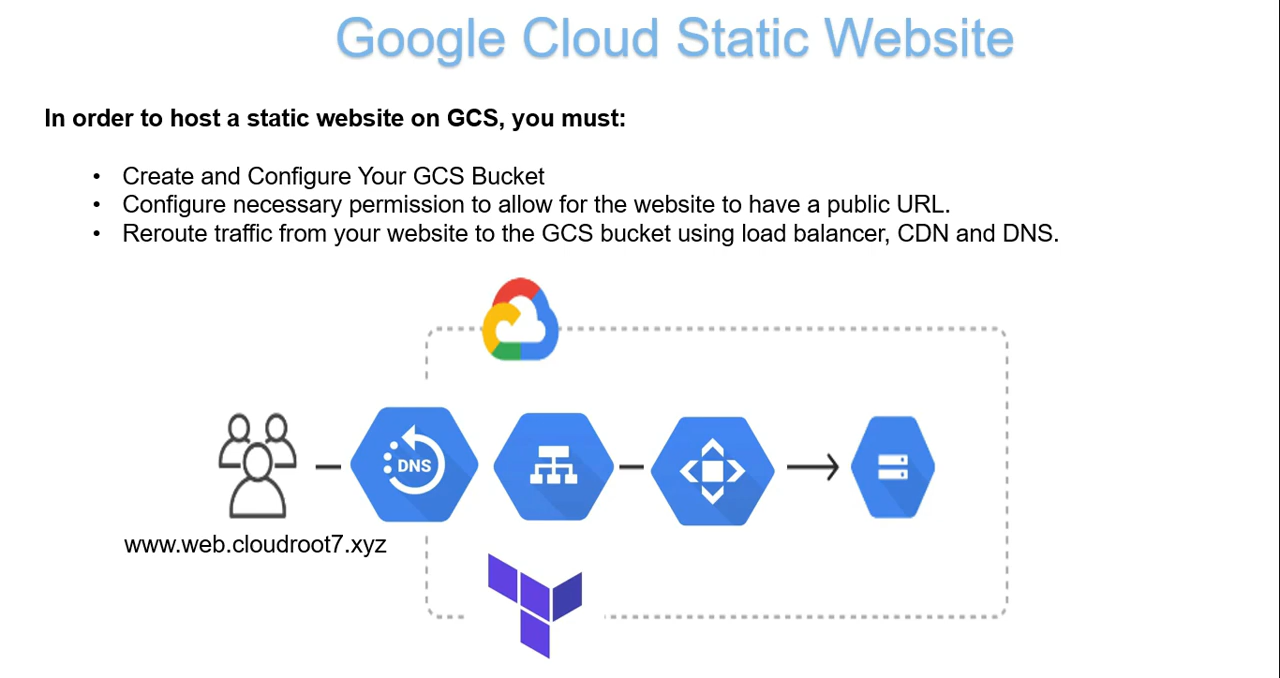 Google Cloud Static Website
In order to host a static website on GCS, you must:
• Create and Configure Your GCS Bucket
• Configure necessary permission to allow for the website to have a public URL.
• Reroute traffic from your website to the GCS bucket using load balancer, CDN and DNS.
DNS
www.web.cloudroot7.xyz